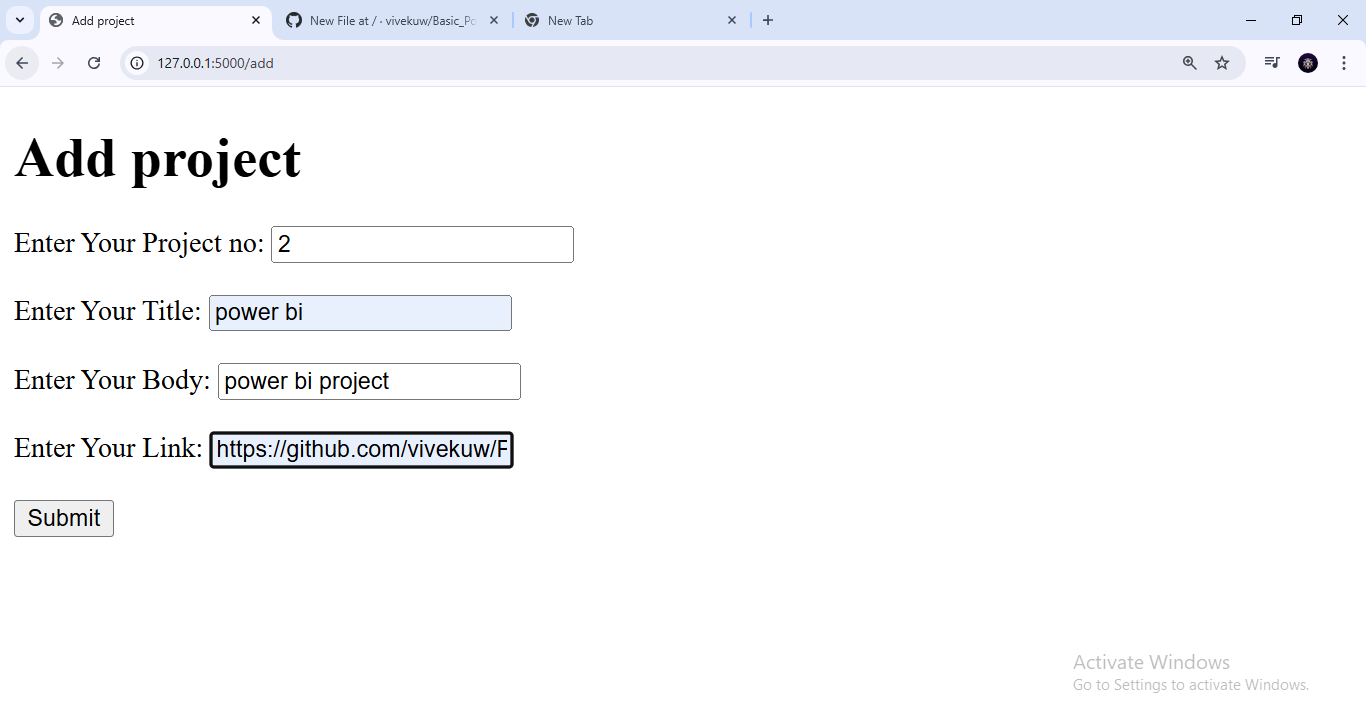 Add project
New File at / · vivekuw/Basic_Po
New Tab
127.0.0.1:5000/add
Add project
Enter Your Project no: 2
Enter Your Title: power bi
Enter Your Body: power bi project
Enter Your Link: https://github.com/vivekuw/F
Submit
Activate Windows
Go to Settings to activate Windows.